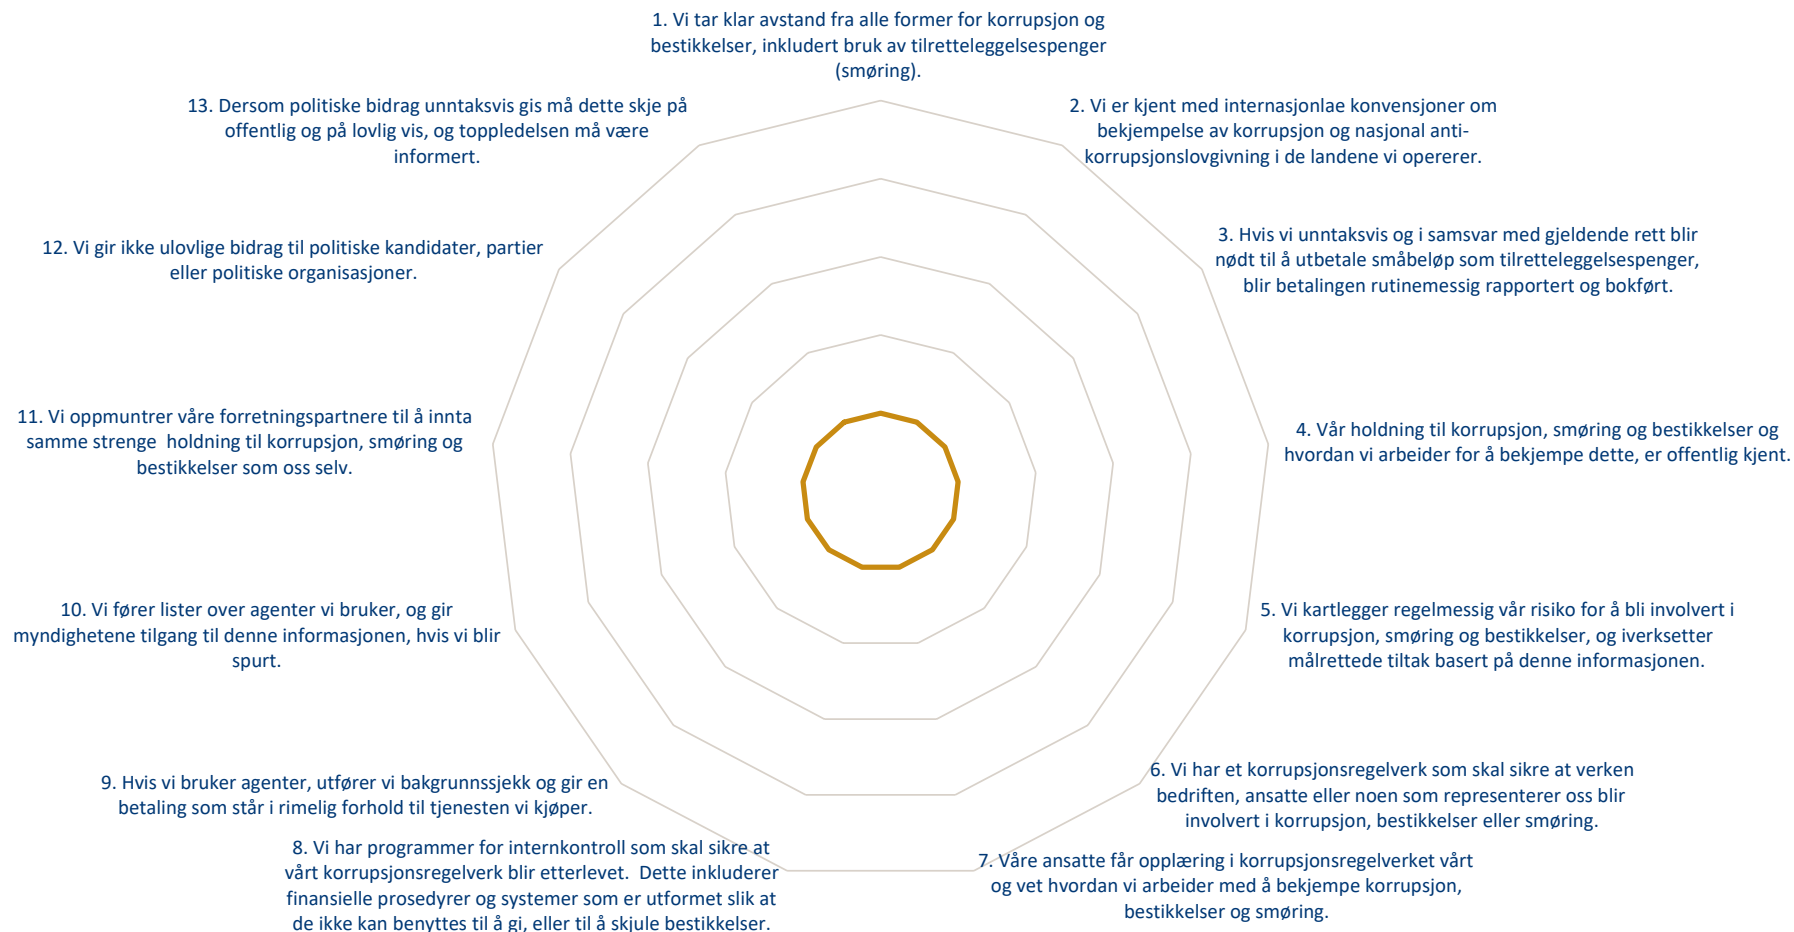 1. Vi tar klar avstand fra alle former for korrupsjon og
bestikkelser, inkludert bruk av tilretteleggelsespenger
(smøring).
2. Vi er kjent med internasjonlae konvensjoner om
bekjempelse av korrupsjon og nasjonal anti-
korrupsjonslovgivning i de landene vi opererer.
3. Hvis vi unntaksvis og i samsvar med gjeldende rett blir
nødt til å utbetale småbeløp som tilretteleggelsespenger,
blir betalingen rutinemessig rapportert og bokført.
4. Vår holdning til korrupsjon, smøring og bestikkelser og
hvordan vi arbeider for å bekjempe dette, er offentlig kjent.
5. Vi kartlegger regelmessig vår risiko for å bli involvert i
korrupsjon, smøring og bestikkelser, og iverksetter
målrettede tiltak basert på denne informasjonen.
6. Vi har et korrupsjonsregelverk som skal sikre at verken
bedriften, ansatte eller noen som representerer oss blir
involvert i korrupsjon, bestikkelser eller smøring.
7. Våre ansatte får opplæring i korrupsjonsregelverket vårt
og vet hvordan vi arbeider med å bekjempe korrupsjon,
bestikkelser og smøring.
8. Vi har programmer for internkontroll som skal sikre at
vårt korrupsjonsregelverk blir etterlevet.  Dette inkluderer
finansielle prosedyrer og systemer som er utformet slik at
de ikke kan benyttes til å gi, eller til å skjule bestikkelser.
9. Hvis vi bruker agenter, utfører vi bakgrunnssjekk og gir en
betaling som står i rimelig forhold til tjenesten vi kjøper.
10. Vi fører lister over agenter vi bruker, og gir
myndighetene tilgang til denne informasjonen, hvis vi blir
spurt.
11. Vi oppmuntrer våre forretningspartnere til å innta
samme strenge  holdning til korrupsjon, smøring og
bestikkelser som oss selv.
12. Vi gir ikke ulovlige bidrag til politiske kandidater, partier
eller politiske organisasjoner.
13. Dersom politiske bidrag unntaksvis gis må dette skje på
offentlig og på lovlig vis, og toppledelsen må være
informert.